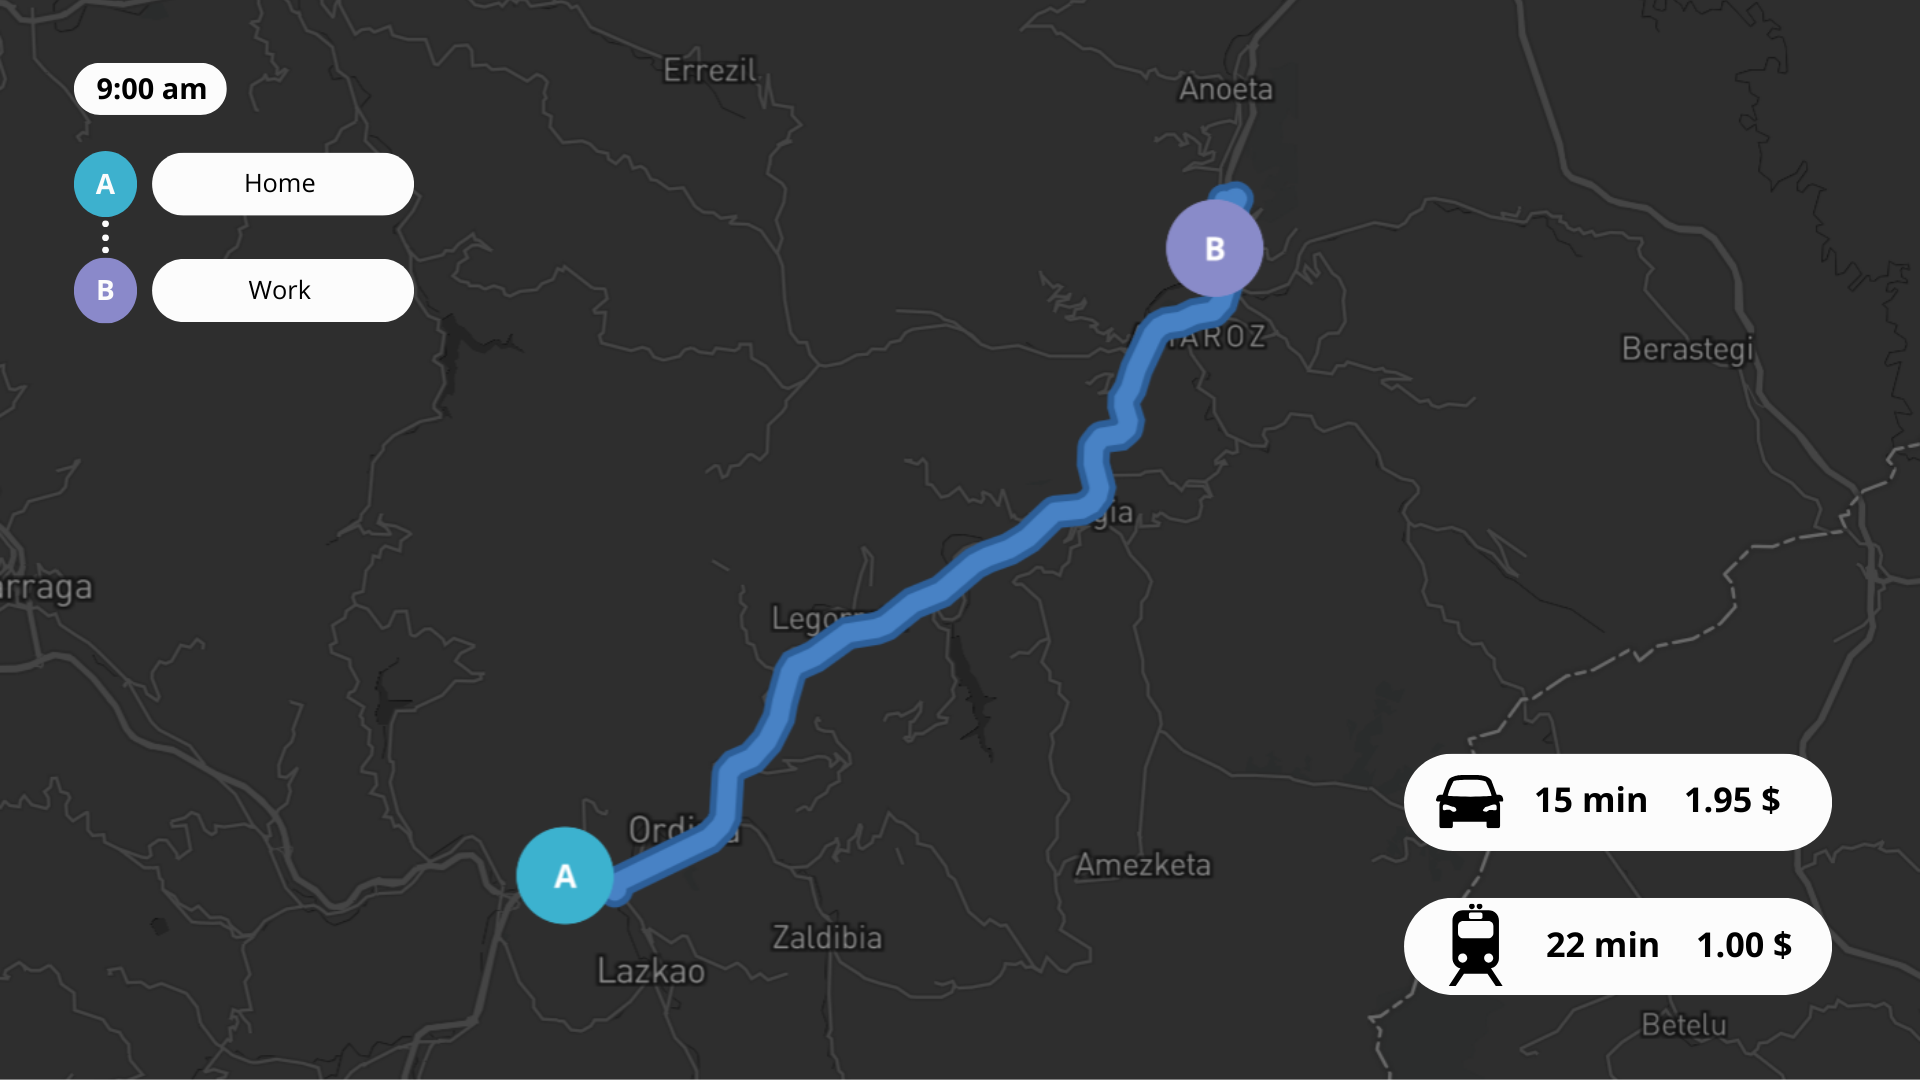 9:00 am
A
Home
B
Work
Errezil
Anoeta
B
Berastegi
A
Amezketa
Zaldibia
Lazkao
Betelu
15 min 1.95 $
22 min 1.00 $